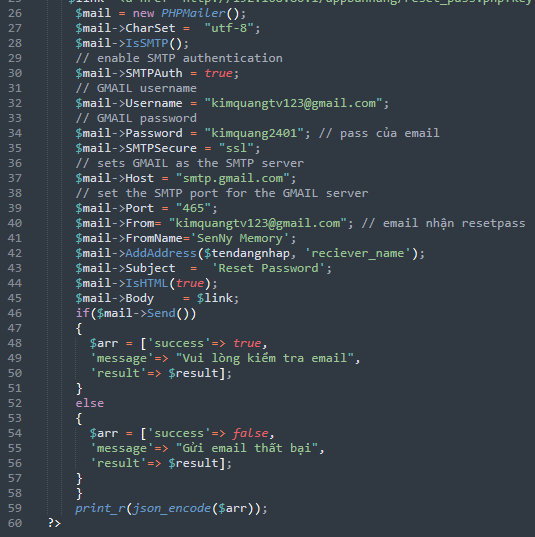 26 $mail = new PHPMailer();
27 $mail->CharSet =  "utf-8";
28 $mail->IsSMTP();
29 // enable SMTP authentication
30 $mail->SMTPAuth = true;
31 // GMAIL username
32 $mail->Username = "kimquangtv123@gmail.com";
33 // GMAIL password
34 $mail->Password = "kimquang2401"; // pass của email
35 $mail->SMTPSecure = "ssl";
36 // sets GMAIL as the SMTP server
37 $mail->Host = "smtp.gmail.com";
38 // set the SMTP port for the GMAIL server
39 $mail->Port = "465";
40 $mail->From= "kimquangtv123@gmail.com"; // email nhận resetpass
41 $mail->FromName='SenNy Memory';
42 $mail->AddAddress($tendangnhap, 'reciever_name');
43 $mail->Subject  =  'Reset Password';
44 $mail->IsHTML(true);
45 $mail->Body    = $link;
46 if($mail->Send())
47 {
48 $arr = ['success'=> true,
49 'message'=> "Vui lòng kiểm tra email",
50 'result'=> $result];
51 }
52 else
53 {
54 $arr = ['success'=> false,
55 'message'=> "Gửi email thất bại",
56 'result'=> $result];
57 }
58 }
59 print_r(json_encode($arr));
60 ?>